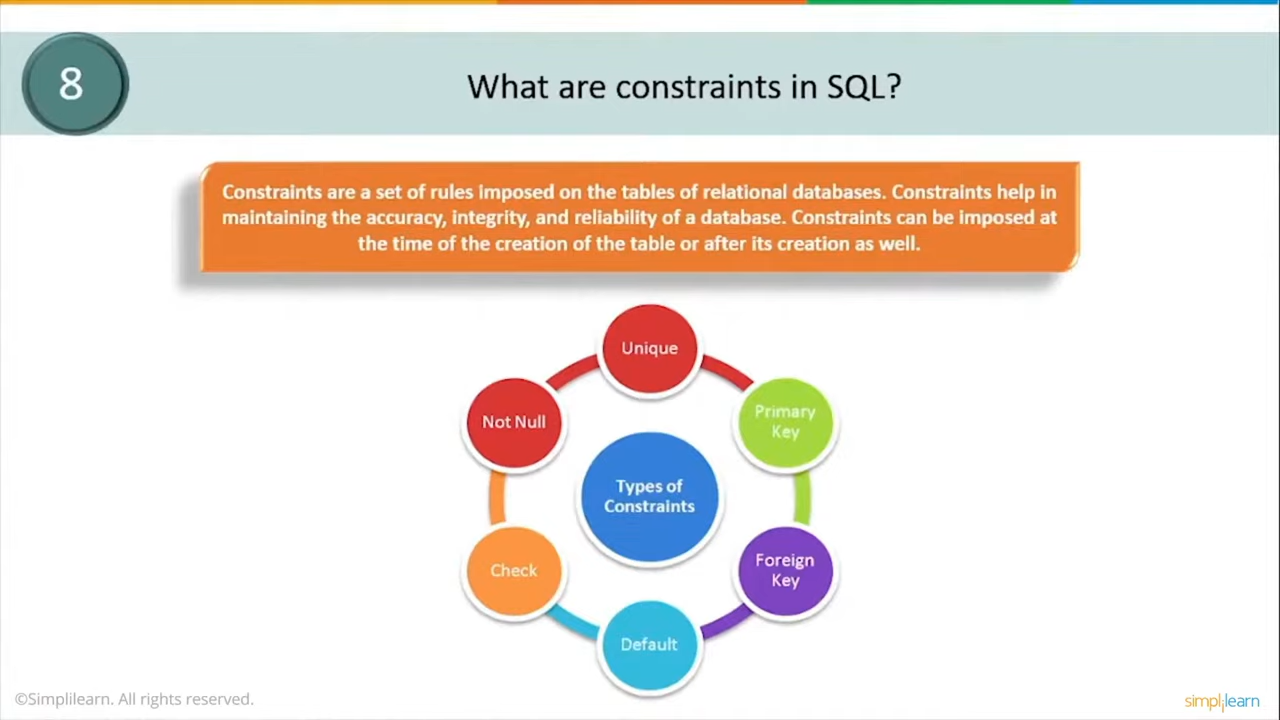 8
What are constraints in SQL?
Constraints are a set of rules imposed on the tables of relational databases. Constraints help in
maintaining the accuracy, integrity, and reliability of a database. Constraints can be imposed at
the time of the creation of the table or after its creation as well.
Unique
Not Null
Primary
Key
Types of
Constraints
Check
Foreign
Key
Default
©Simplilearn. All rights reserved.
simplilearn